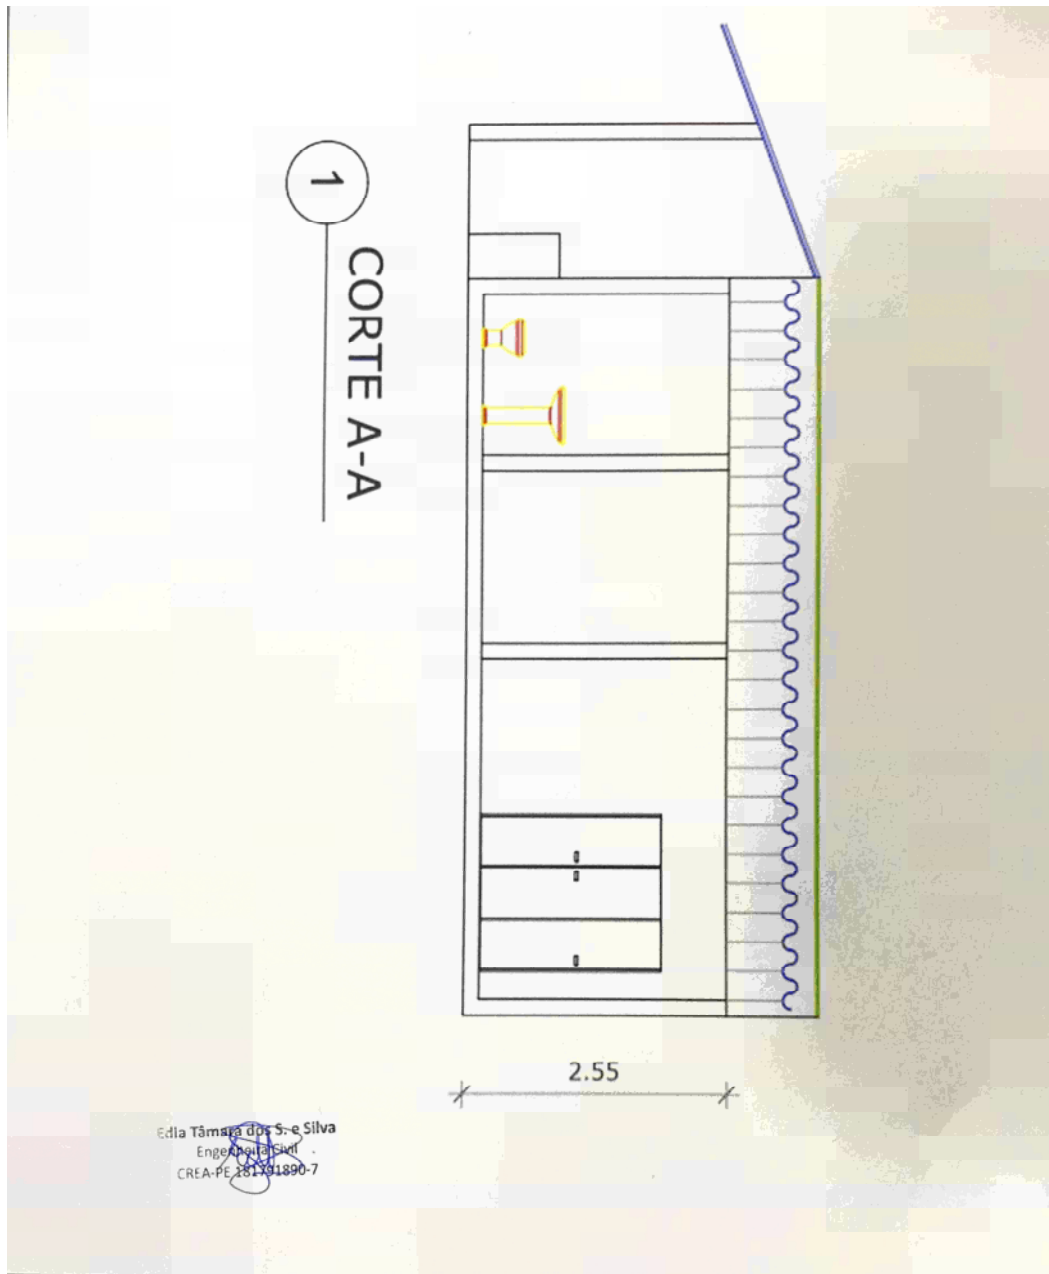 1
CORTE A-A
2.55
Edla Tâmara dos S. e Silva
Engenheira Civil
CREA-PE 181791890-7